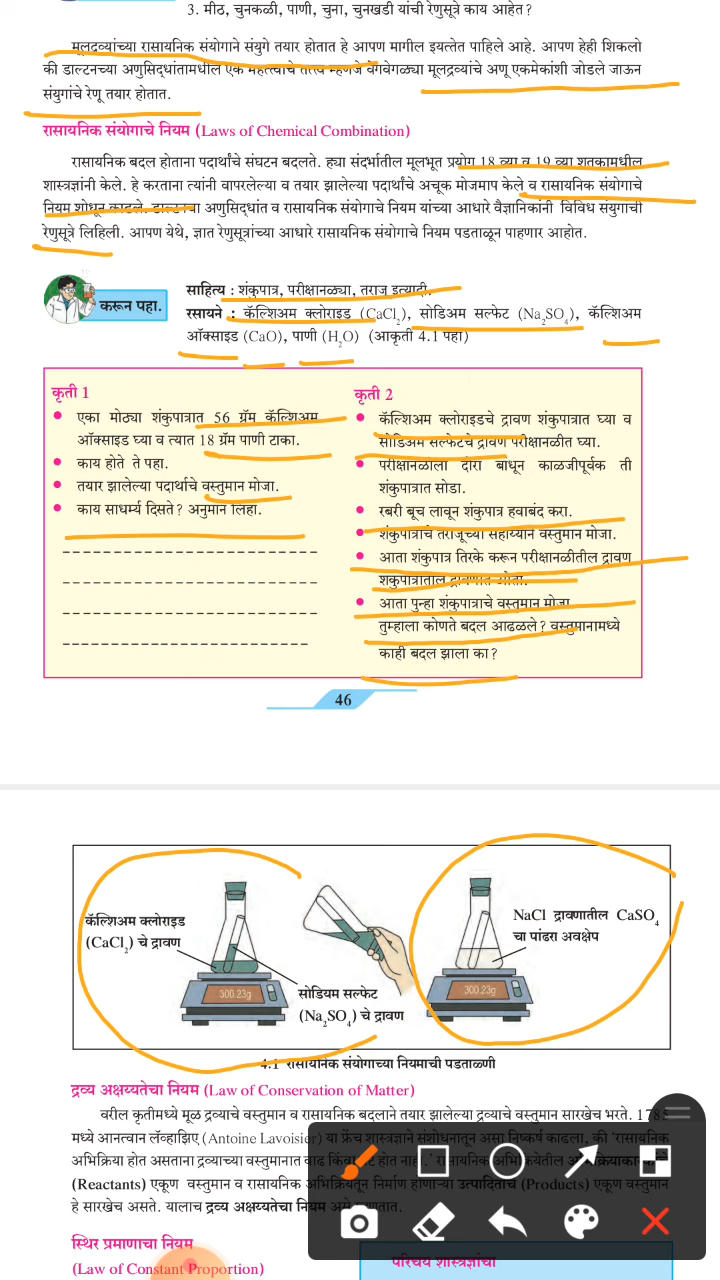 3. मीठ, चुनकळी, पाणी, चुना, चुनखडी यांची रेणुसूत्रे काय आहेत?
मूलद्रव्यांच्या रासायनिक संयोगाने संयुगे तयार होतात हे आपण मागील इयत्तेत पाहिले आहे. आपण हेही शिकलो
की डाल्टनच्या अणुसिद्धांतामधील एक महत्त्वाचे तत्त्व म्हणजे वेगवेगळ्या मूलद्रव्यांचे अणू एकमेकांशी जोडले जाऊन
संयुगांचे रेणू तयार होतात.
रासायनिक संयोगाचे नियम (Laws of Chemical Combination)
रासायनिक बदल होताना पदार्थांचे संघटन बदलते. ह्या संदर्भातील मूलभूत प्रयोग 18 व्या व 19 व्या शतकामधील
शास्त्रज्ञांनी केले. हे करताना त्यांनी वापरलेल्या व तयार झालेल्या पदार्थांचे अचूक मोजमाप केले व रासायनिक संयोगाचे
नियम शोधून काढले. डाल्टनचा अणुसिद्धांत व रासायनिक संयोगाचे नियम यांच्या आधारे वैज्ञानिकांनी विविध संयुगाची
रेणुसूत्रे लिहिली. आपण येथे, ज्ञात रेणुसूत्रांच्या आधारे रासायनिक संयोगाचे नियम पडताळून पाहणार आहोत.
करून पहा.
साहित्य : शंकुपात्र, परीक्षानळ्या, तराजू इत्यादी.
रसायने : कॅल्शिअम क्लोराइड (CaCl₂), सोडिअम सल्फेट (Na₂SO₄), कॅल्शिअम
ऑक्साइड (CaO), पाणी (H₂O) (आकृती 4.1 पहा)
कृती 1
• एका मोठ्या शंकुपात्रात 56 ग्रॅम कॅल्शिअम
ऑक्साइड घ्या व त्यात 18 ग्रॅम पाणी टाका.
• काय होते ते पहा.
• तयार झालेल्या पदार्थाचे वस्तुमान मोजा.
• काय साधर्म्य दिसते? अनुमान लिहा.
कृती 2
• कॅल्शिअम क्लोराइडचे द्रावण शंकुपात्रात घ्या व
सोडिअम सल्फेटचे द्रावण परीक्षानळीत घ्या.
• परीक्षानळीला दोरा बांधून काळजीपूर्वक ती
शंकुपात्रात सोडा.
• रबरी बूच लावून शंकुपात्र हवाबंद करा.
• शंकुपात्राचे तराजूच्या सहाय्याने वस्तुमान मोजा.
• आता शंकुपात्र तिरके करून परीक्षानळीतील द्रावण
शंकुपात्रातील द्रावणात ओता.
• आता पुन्हा शंकुपात्राचे वस्तुमान मोजा
तुम्हाला कोणते बदल आढळले? वस्तुमानामध्ये
काही बदल झाला का?
46
कॅल्शिअम क्लोराइड
(CaCl₂) चे द्रावण
300.23g
सोडियम सल्फेट
(Na₂SO₄) चे द्रावण
300.23g
NaCl द्रावणातील CaSO₄
चा पांढरा अवक्षेप
4.1 रासायनिक संयोगाच्या नियमाची पडताळणी
द्रव्य अक्षय्यतेचा नियम (Law of Conservation of Matter)
वरील कृतीमध्ये मूळ द्रव्याचे वस्तुमान व रासायनिक बदलाने तयार झालेल्या द्रव्याचे वस्तुमान सारखेच भरते.
मध्ये आनत्वान लॅव्हाझिए (Antoine Lavoisier) या फ्रेंच शास्त्रज्ञाने संशोधनातून असा निष्कर्ष काढला, की 'रासायनिक
अभिक्रिया होत असताना द्रव्याच्या वस्तुमानात वाढ किंवा होत नाही.' रासायनिक
(Reactants) एकूण वस्तुमान व रासायनिक अभिक्रियेतून निर्माण होणाऱ्या उत्पादितांचे (Products) एकूण वस्तुमान
हे सारखेच असते. यालाच द्रव्य अक्षय्यतेचा नियम
स्थिर प्रमाणाचा नियम
(Law of Constant Proportion)
परिचय शास्त्रज्ञांचा